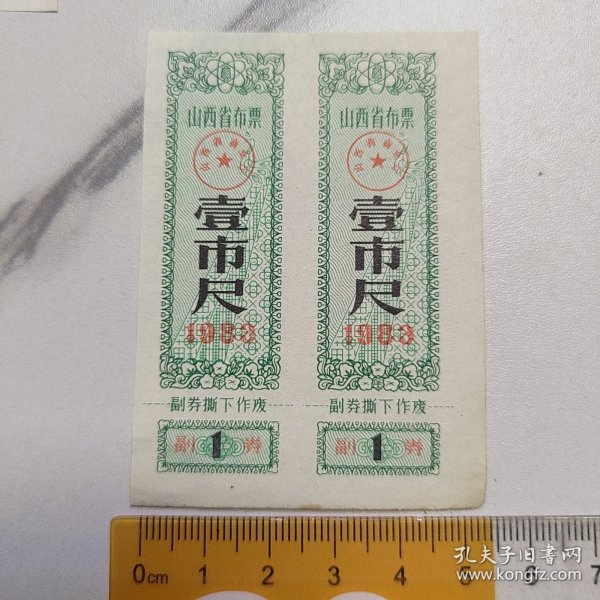 山西省布票
壹市尺
1983
副券撕下作废
副 1 券
山西省布票
壹市尺
1983
副券撕下作废
副 1 券
0cm 1 2 3 4 5 6 7
孔夫子旧书网
www.kongfz.com